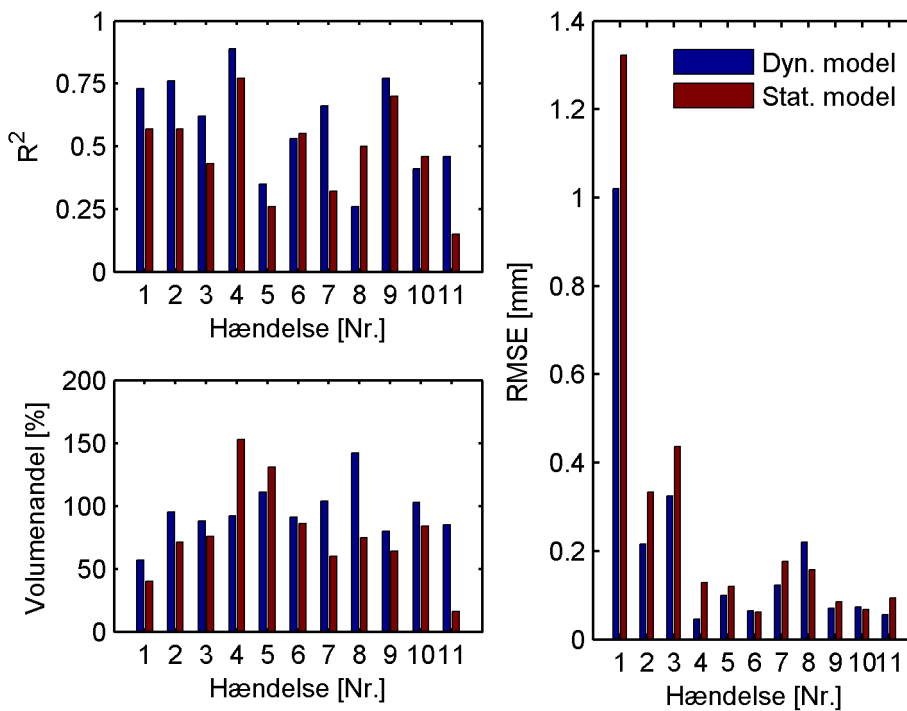 1
0.75
0.5
0.25
0
R2
1 2 3 4 5 6 7 8 9 10 11
Hændelse [Nr.]
200
150
100
50
0
Volumenandel [%]
1 2 3 4 5 6 7 8 9 10 11
Hændelse [Nr.]
1.4
1.2
1
0.8
0.6
0.4
0.2
0
RMSE [mm]
Dyn. model
Stat. model
1 2 3 4 5 6 7 8 9 10 11
Hændelse [Nr.]